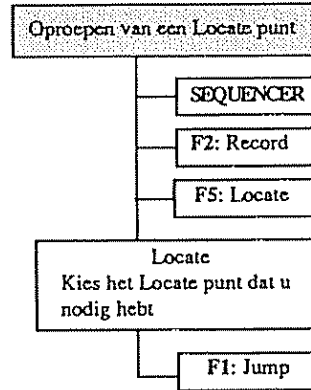 Oproepen van een Locate punt
SEQUENCER
F2: Record
F5: Locate
Locate
Kies het Locate punt dat u
nodig hebt
F1: Jump